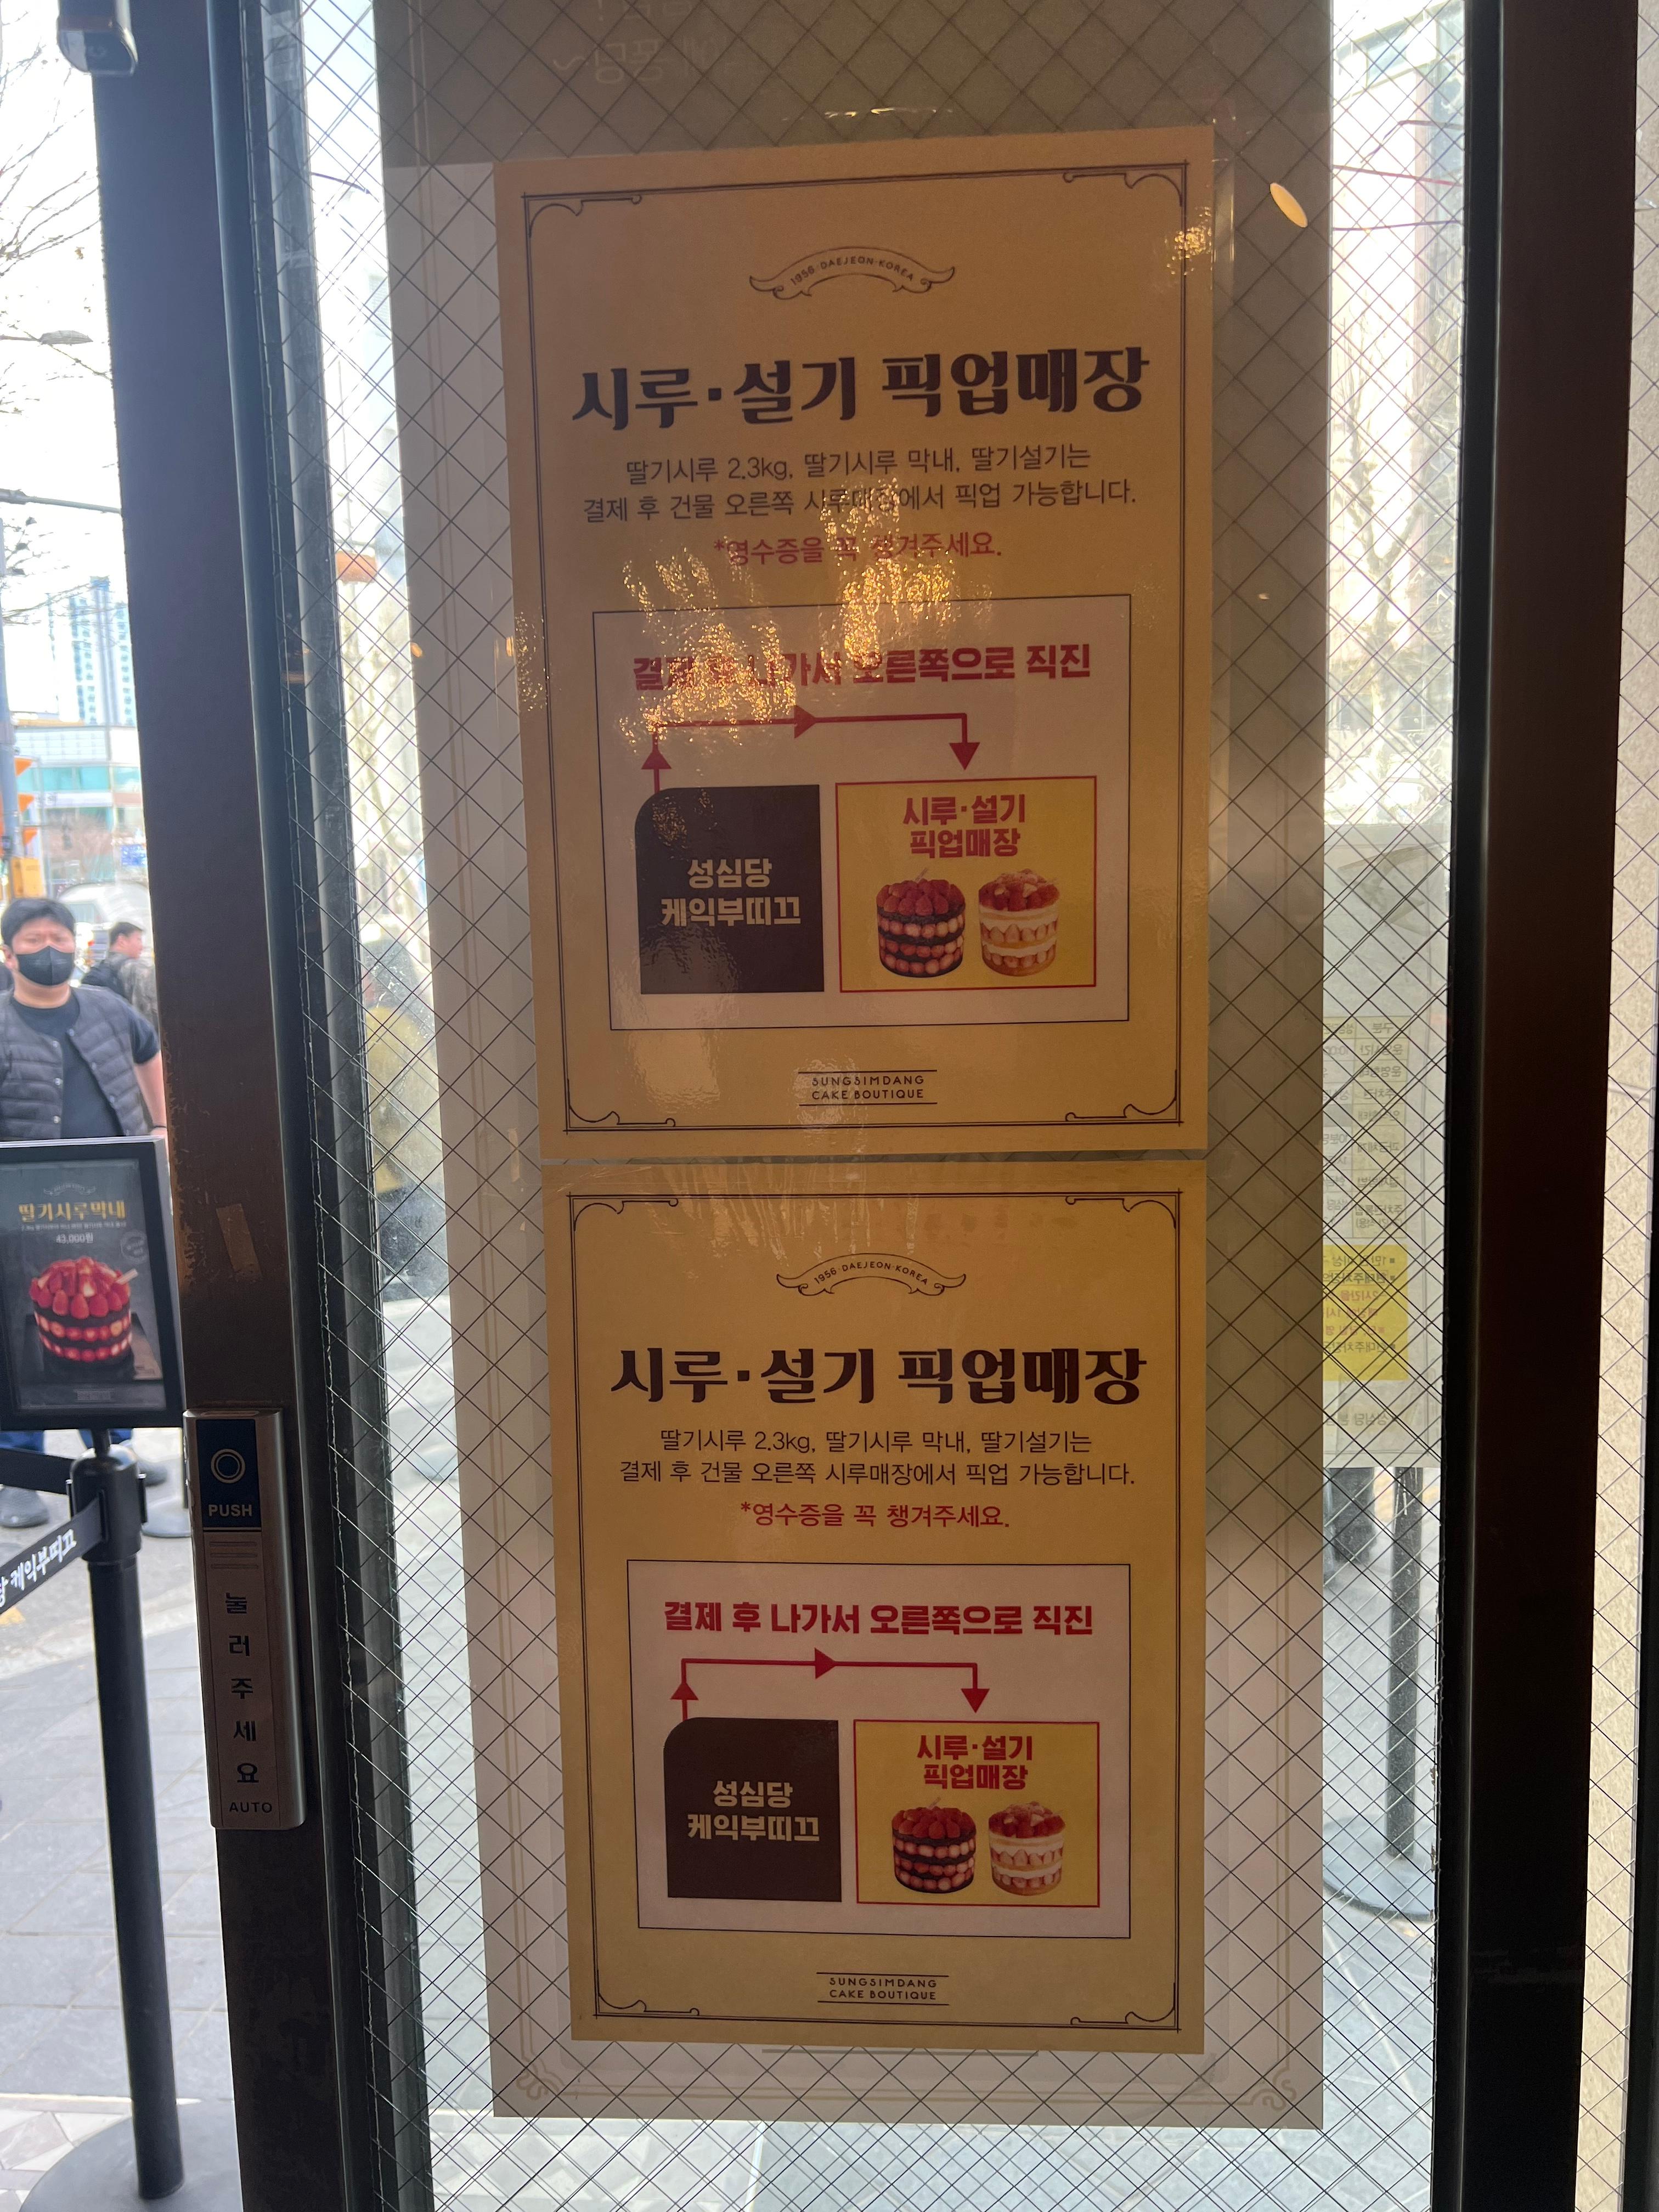 1956·DAEJEON·KOREA
시루·설기 픽업매장
딸기시루 2.3kg, 딸기시루 막내, 딸기설기는
결제 후 건물 오른쪽 시루매장에서 픽업 가능합니다.
*영수증을 꼭 챙겨주세요.
결제 후 나가서 오른쪽으로 직진
시루·설기
픽업매장
성심당
케익부띠끄
SUNGSIMDANG
CAKE BOUTIQUE
1956·DAEJEON·KOREA
시루·설기 픽업매장
딸기시루 2.3kg, 딸기시루 막내, 딸기설기는
결제 후 건물 오른쪽 시루매장에서 픽업 가능합니다.
*영수증을 꼭 챙겨주세요.
결제 후 나가서 오른쪽으로 직진
시루·설기
픽업매장
성심당
케익부띠끄
SUNGSIMDANG
CAKE BOUTIQUE
딸기시루막내
43,000원
케익부띠끄
PUSH
눌러주세요
AUTO